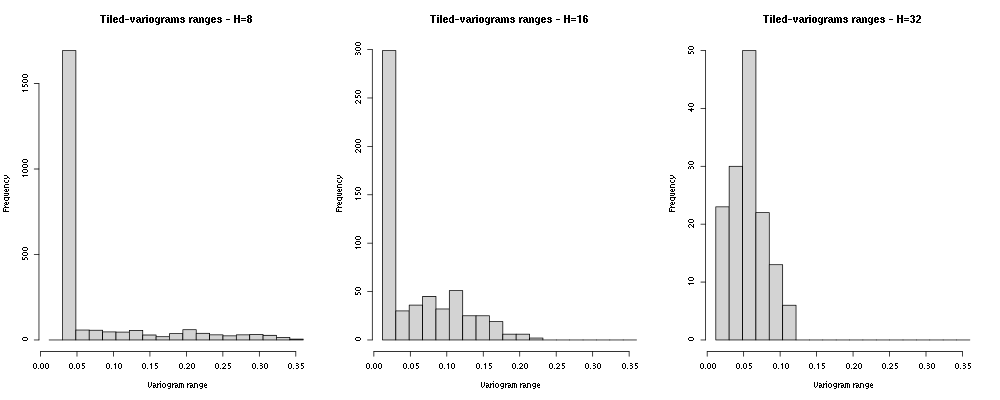 Tiled-variograms ranges - H=8
Frequency
1500
1000
500
0
0.00 0.05 0.10 0.15 0.20 0.25 0.30 0.35
Variogram range
Tiled-variograms ranges - H=16
Frequency
300
250
200
150
100
50
0
0.00 0.05 0.10 0.15 0.20 0.25 0.30 0.35
Variogram range
Tiled-variograms ranges - H=32
Frequency
50
40
30
20
10
0
0.00 0.05 0.10 0.15 0.20 0.25 0.30 0.35
Variogram range